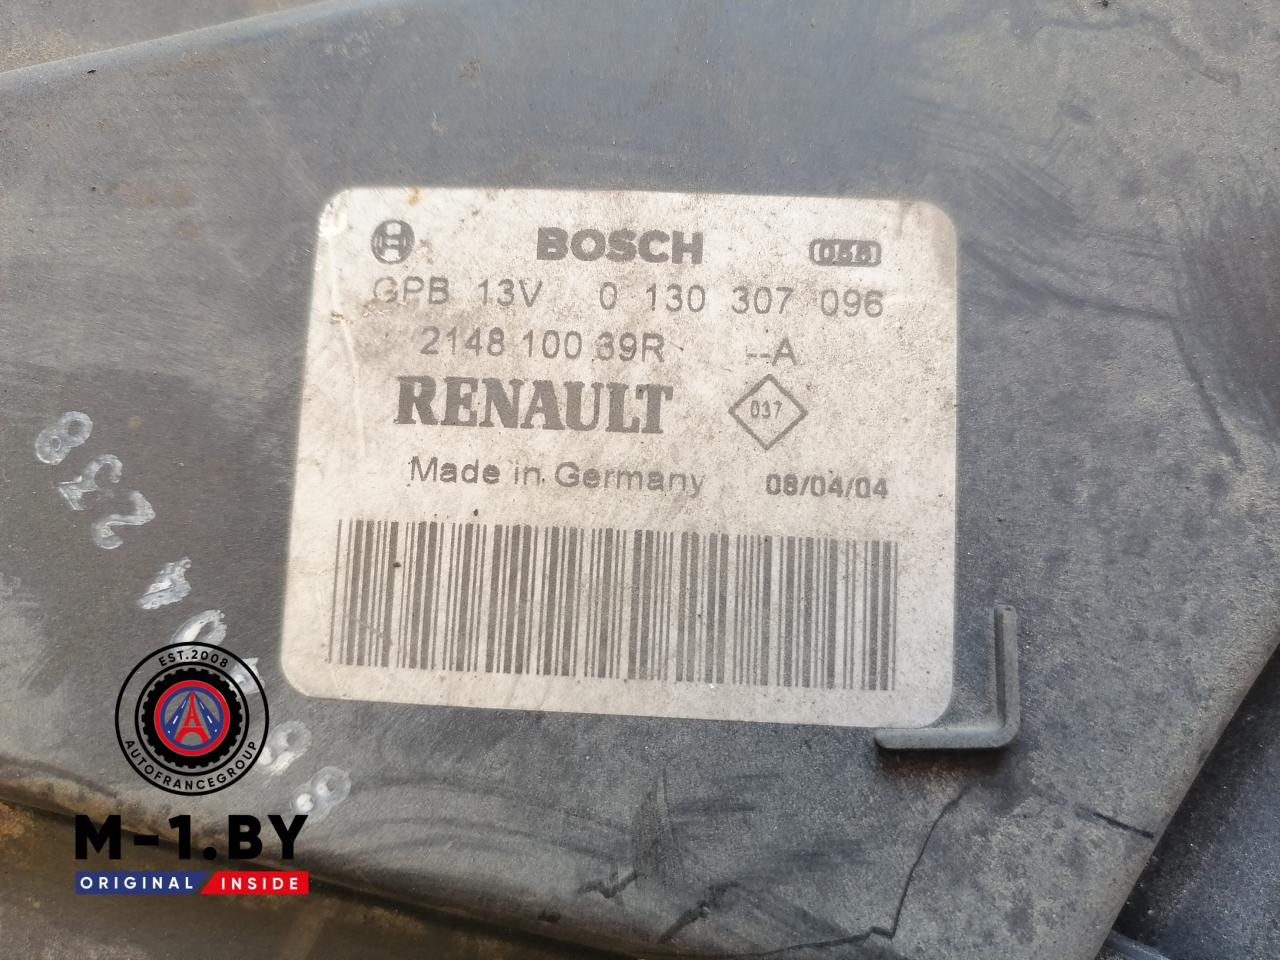 BOSCH
GPB 13V 0 130 307 096
2148 100 39R --A
RENAULT
037
Made in Germany 08/04/04
238
EST.2008
AUTOFRANCEGROUP
M-1.BY
ORIGINAL INSIDE